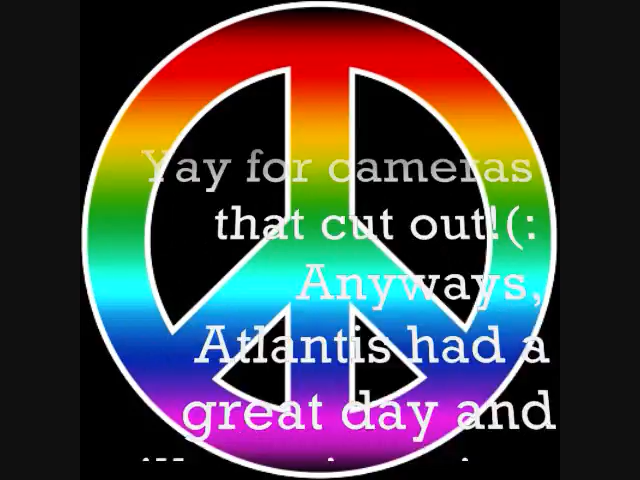 Yay for cameras
that cut out!(:
Anyways,
Atlantis had a
great day and